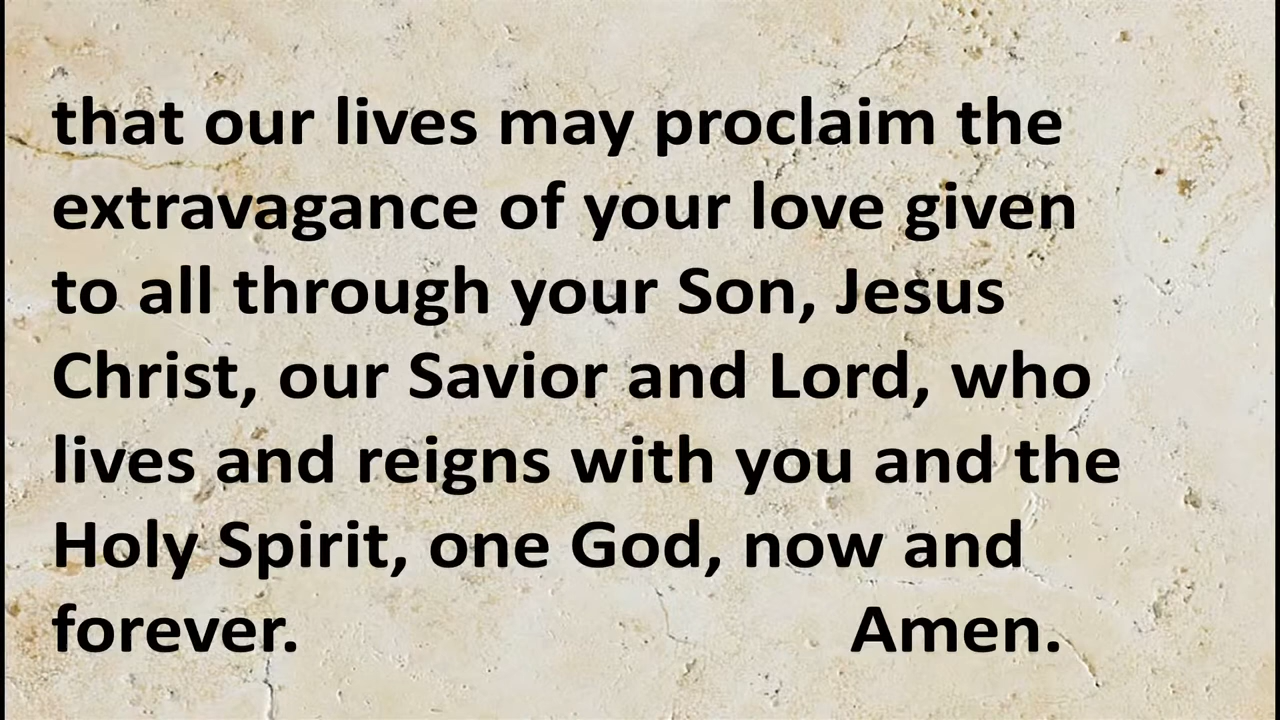 that our lives may proclaim the
extravagance of your love given
to all through your Son, Jesus
Christ, our Savior and Lord, who
lives and reigns with you and the
Holy Spirit, one God, now and
forever. Amen.